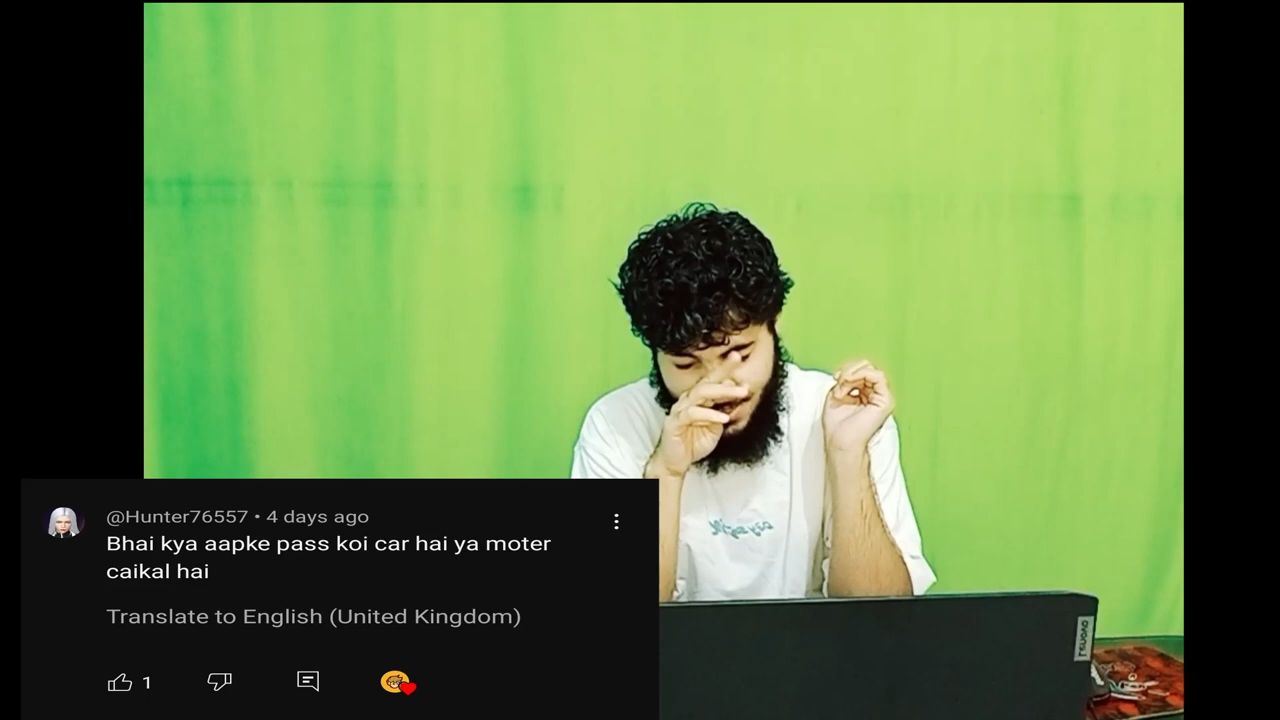 @Hunter76557 • 4 days ago
Bhai kya aapke pass koi car hai ya moter
caikal hai
Translate to English (United Kingdom)
1
Lenovo